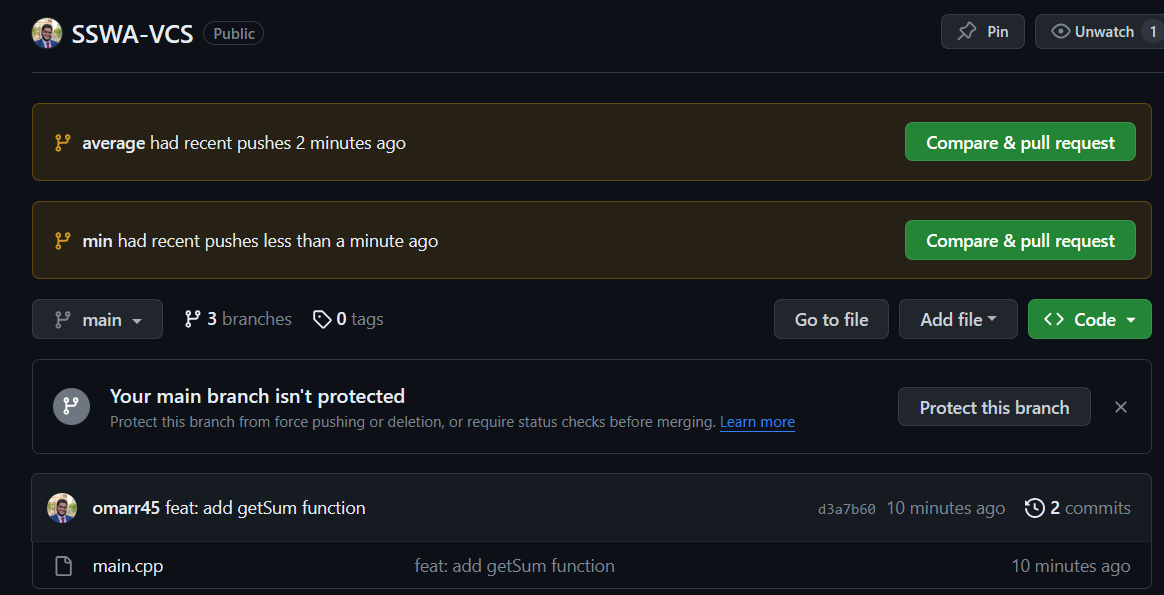 SSWA-VCS Public Pin Unwatch 1
average had recent pushes 2 minutes ago Compare & pull request
min had recent pushes less than a minute ago Compare & pull request
main 3 branches 0 tags Go to file Add file Code
Your main branch isn't protected
Protect this branch from force pushing or deletion, or require status checks before merging. Learn more
Protect this branch
omarr45 feat: add getSum function d3a7b60 10 minutes ago 2 commits
main.cpp feat: add getSum function 10 minutes ago